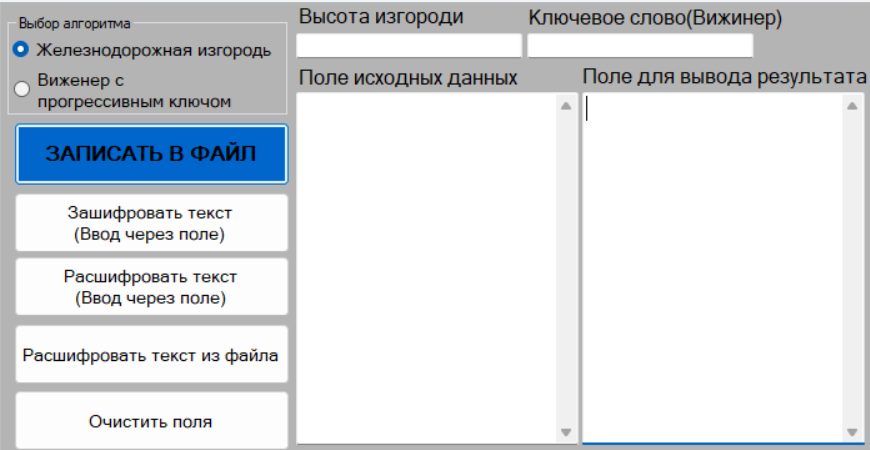 Выбор алгоритма
Железнодорожная изгородь
Виженер с
прогрессивным ключом
ЗАПИСАТЬ В ФАЙЛ
Зашифровать текст
(Ввод через поле)
Расшифровать текст
(Ввод через поле)
Расшифровать текст из файла
Очистить поля
Высота изгороди
Ключевое слово(Вижинер)
Поле исходных данных
Поле для вывода результата